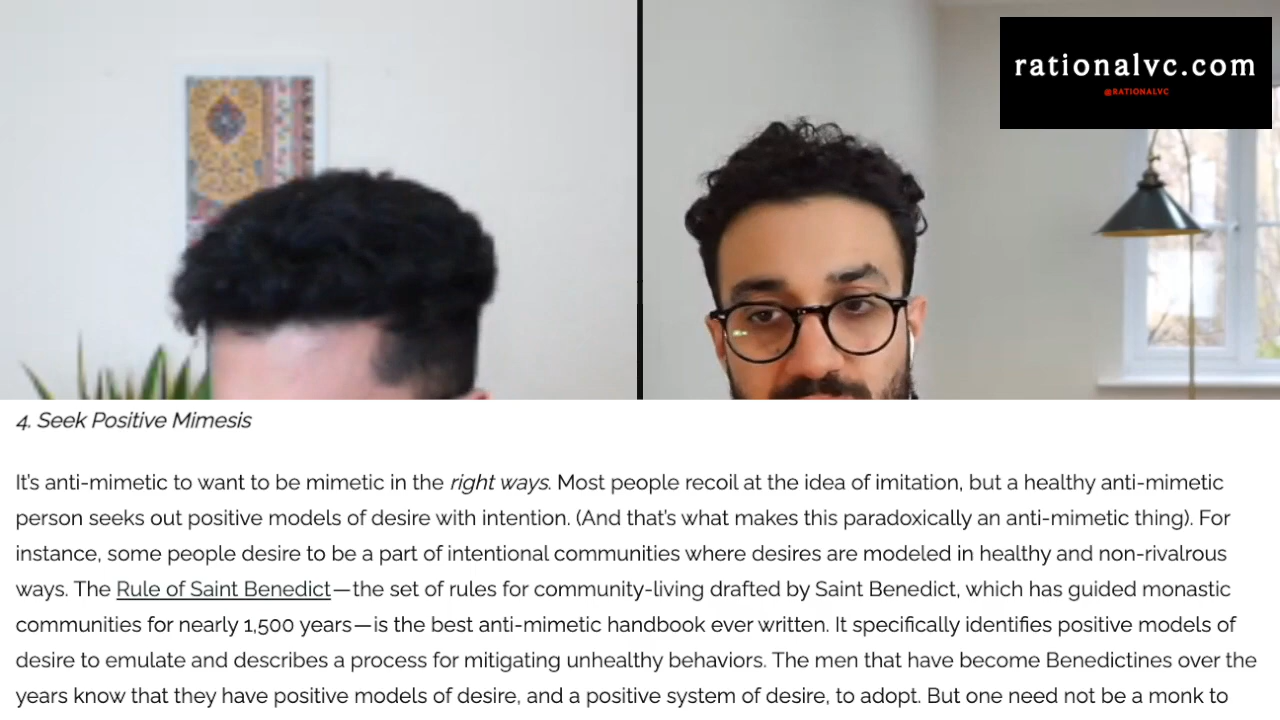 rationalvc.com
@RATIONALVC
4. Seek Positive Mimesis
It's anti-mimetic to want to be mimetic in the right ways. Most people recoil at the idea of imitation, but a healthy anti-mimetic
person seeks out positive models of desire with intention. (And that's what makes this paradoxically an anti-mimetic thing). For
instance, some people desire to be a part of intentional communities where desires are modeled in healthy and non-rivalrous
ways. The Rule of Saint Benedict—the set of rules for community-living drafted by Saint Benedict, which has guided monastic
communities for nearly 1,500 years—is the best anti-mimetic handbook ever written. It specifically identifies positive models of
desire to emulate and describes a process for mitigating unhealthy behaviors. The men that have become Benedictines over the
years know that they have positive models of desire, and a positive system of desire, to adopt. But one need not be a monk to